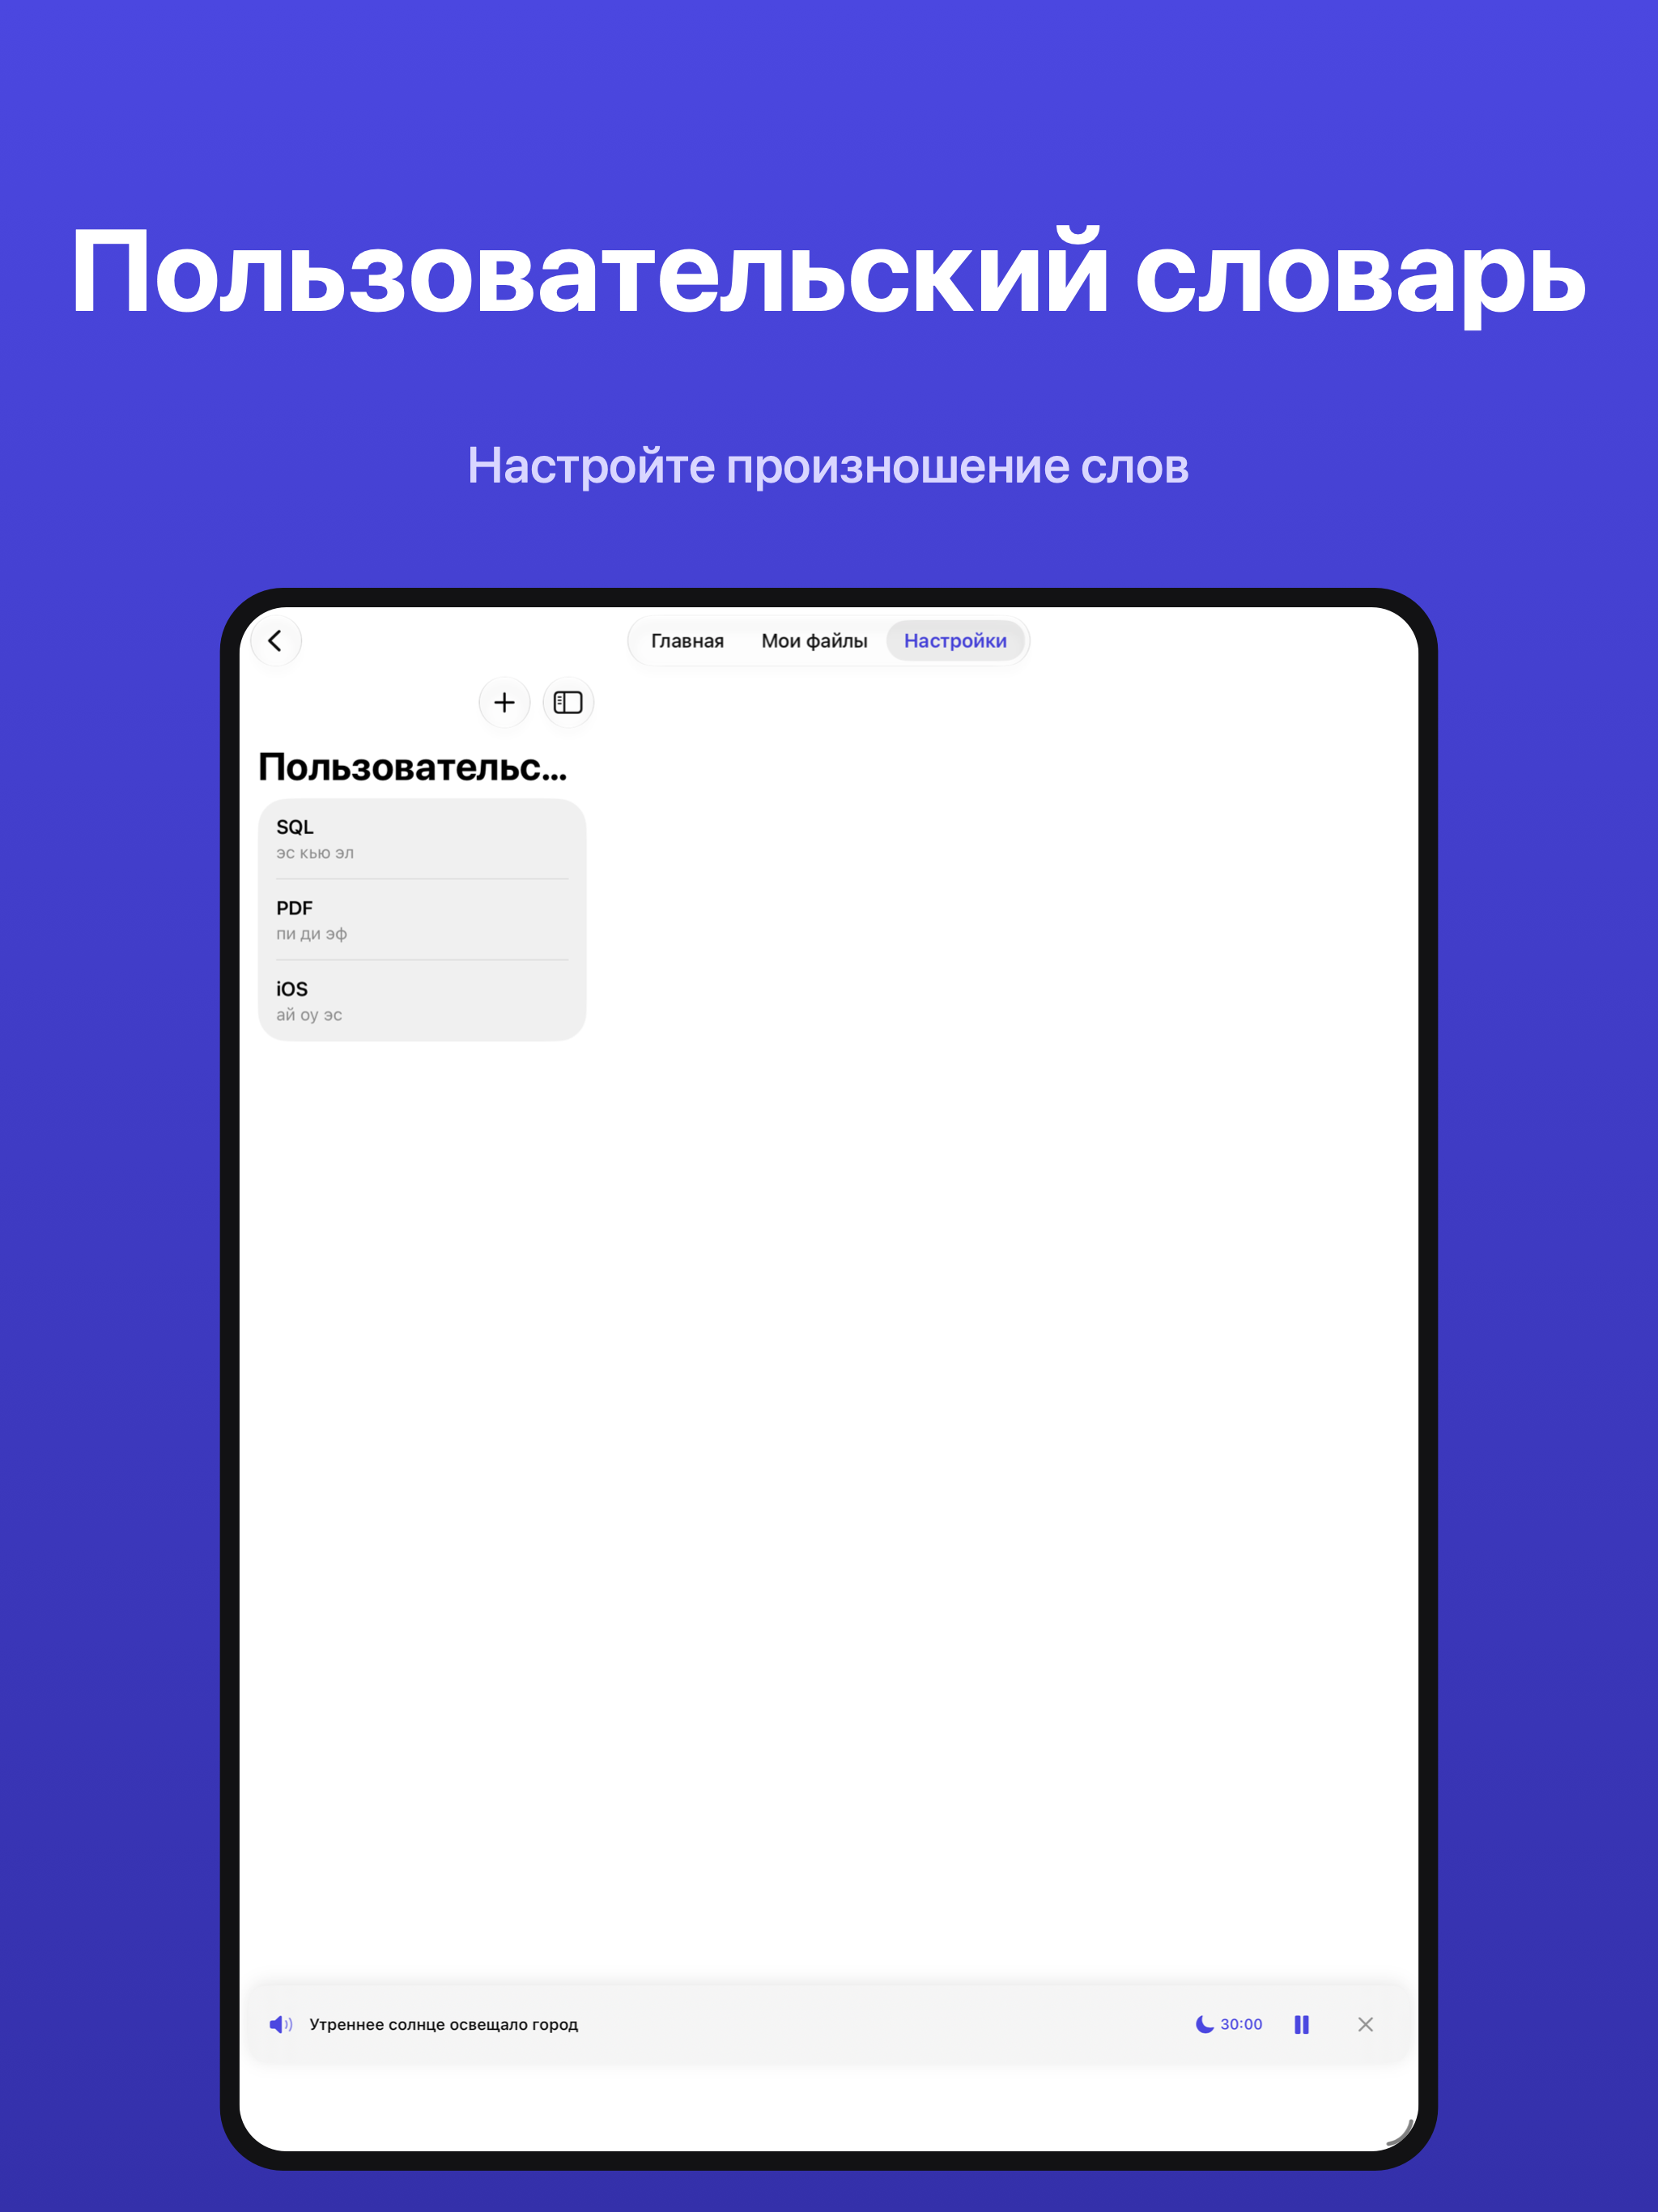 Пользовательский словарь
Настройте произношение слов
Главная Мои файлы Настройки
Пользовательс...
SQL
эс кью эл
PDF
пи ди эф
iOS
ай оу эс
Утреннее солнце освещало город 30:00